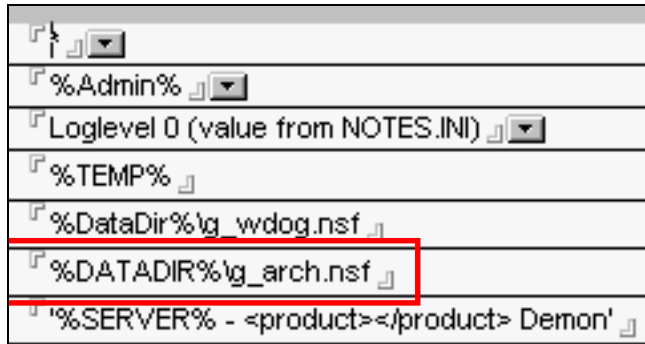 %Admin%
Loglevel 0 (value from NOTES.INI)
%TEMP%
%DataDir%\g_wdog.nsf
%DATADIR%\g_arch.nsf
'%SERVER% - <product></product> Demon'